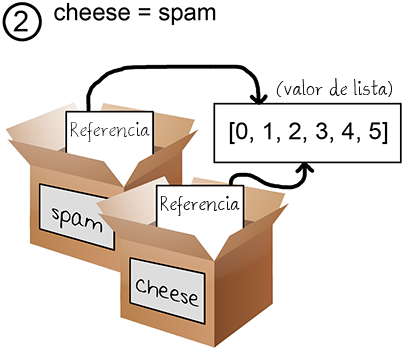 2 cheese = spam
(valor de lista)
Referencia
[0, 1, 2, 3, 4, 5]
Referencia
spam
cheese